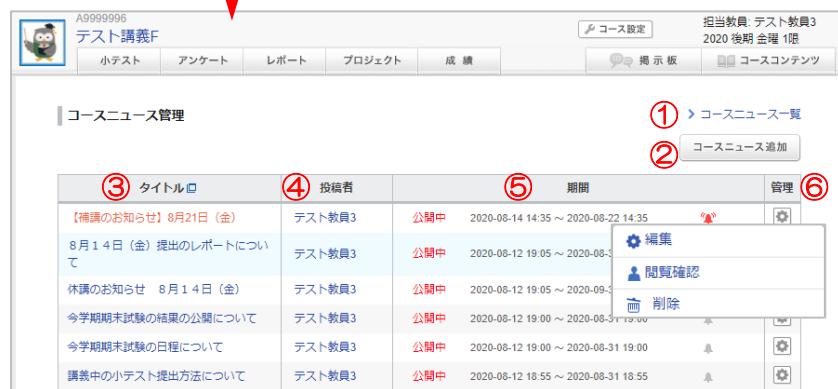 A9999996
テスト講義F
コース設定
担当教員: テスト教員3
2020 後期 金曜 1限
小テスト アンケート レポート プロジェクト 成 績 掲 示 板 コースコンテンツ
コースニュース管理
① コースニュース一覧
② コースニュース追加
③ タイトル ④ 投稿者 ⑤ 期間 管理 ⑥
【補講のお知らせ】8月21日（金） テスト教員3 公開中 2020-08-14 14:35 ～ 2020-08-22 14:35
8月１4日（金）提出のレポートについ
て テスト教員3 公開中 2020-08-12 19:05 ～ 2020-08-3
休講のお知らせ　8月１4日（金） テスト教員3 公開中 2020-08-12 19:05 ～ 2020-09-3
編集
閲覧確認
削除
今学期期末試験の結果の公開について テスト教員3 公開中 2020-08-12 19:00 ～ 2020-08-31 19:00
今学期期末試験の日程について テスト教員3 公開中 2020-08-12 19:00 ～ 2020-08-31 19:00
講義中の小テスト提出方法について テスト教員3 公開中 2020-08-12 18:55 ～ 2020-08-31 18:55